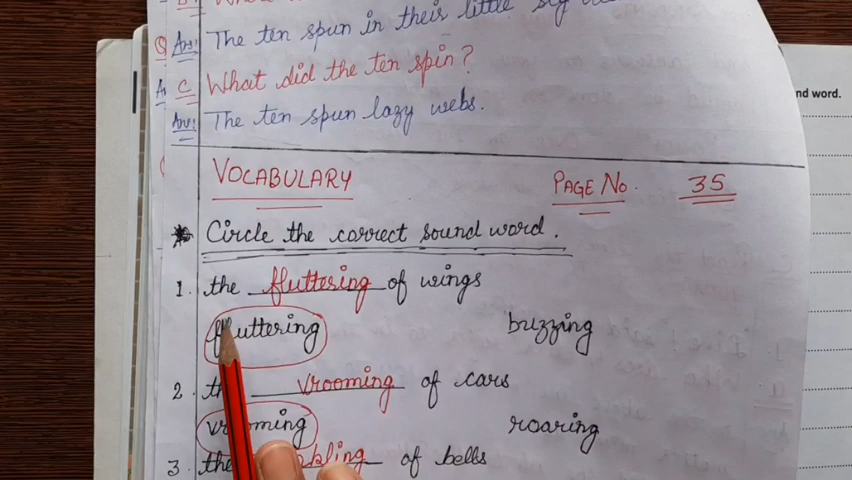 Ans: The ten spun in their little
C. What did the ten spin?
Ans: The ten spun lazy webs.
nd word.
VOCABULARY PAGE NO. 35
* Circle the correct sound word.
1. the fluttering of wings
fluttering buzzing
2. the vrooming of cars
vrooming roaring
3. the of bells